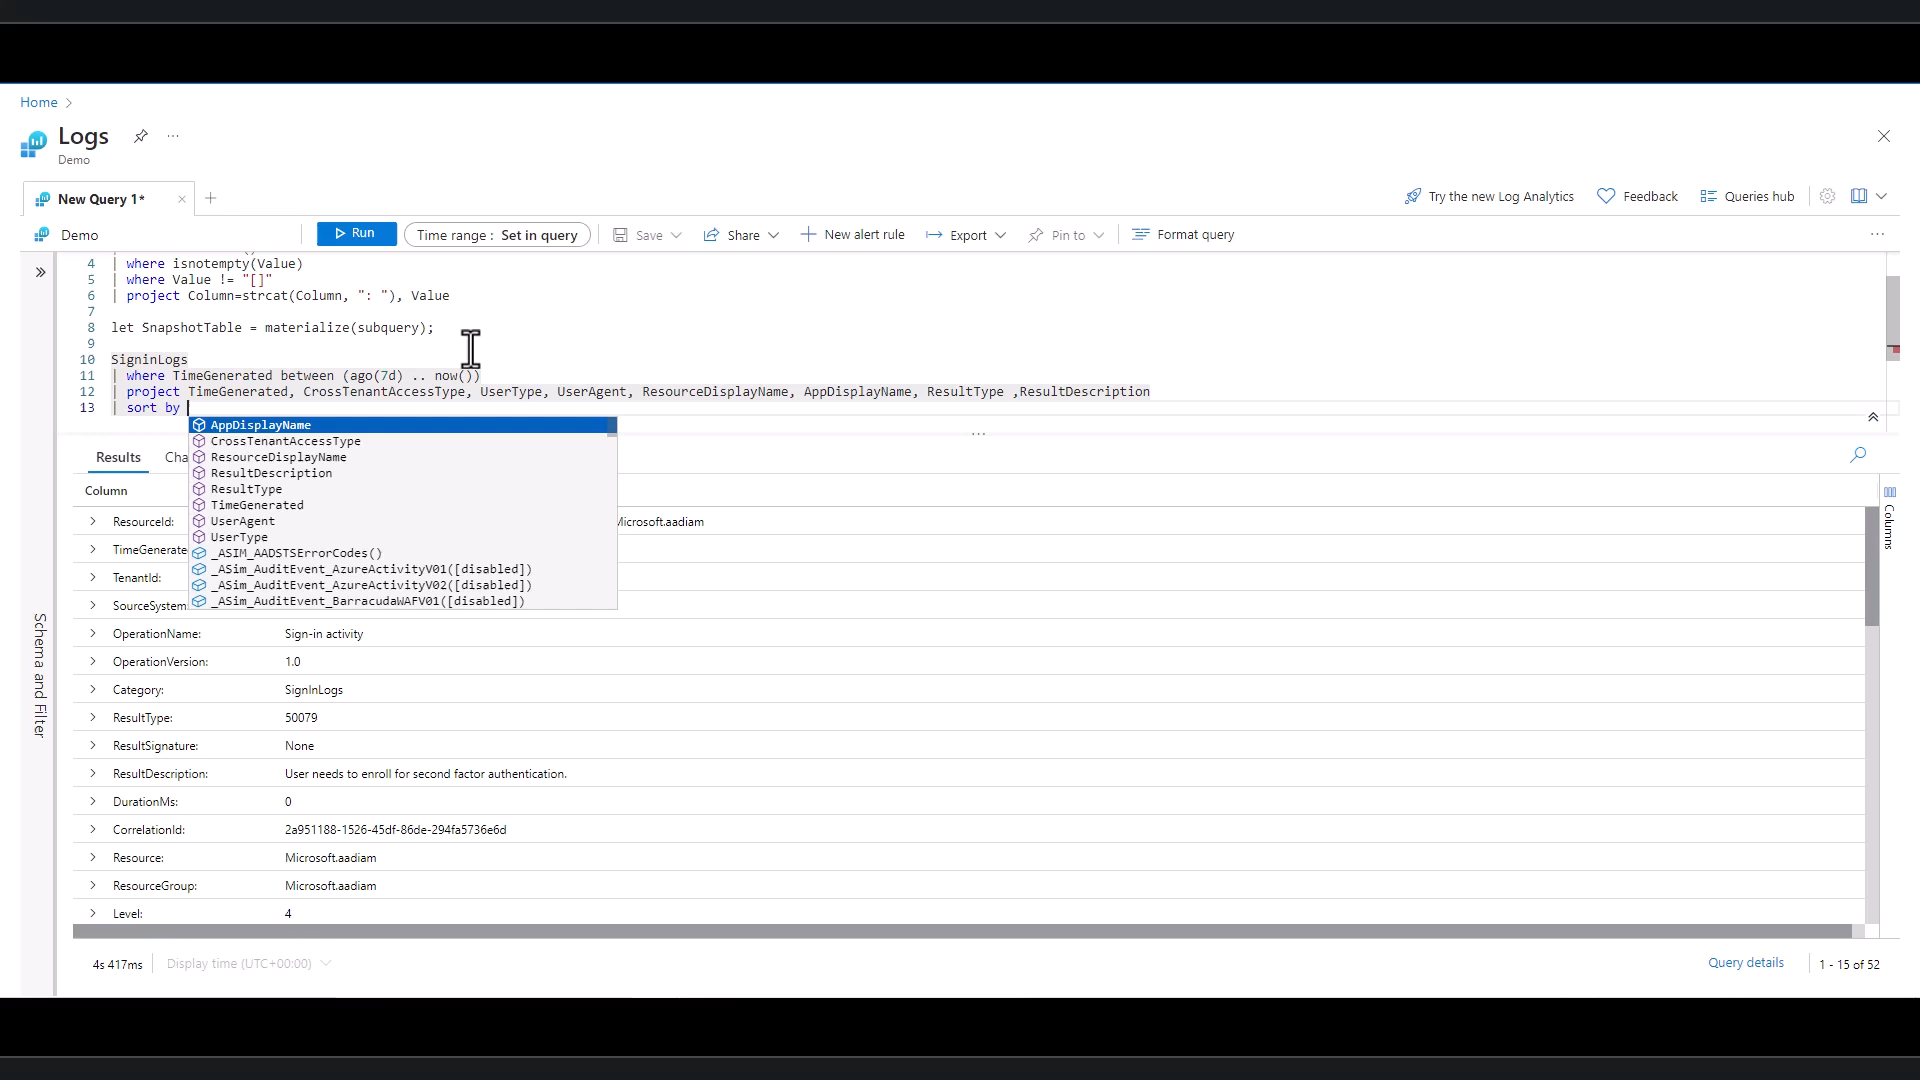 Home
Logs
Demo
New Query 1*
Try the new Log Analytics
Feedback
Queries hub
Demo
Run
Time range : Set in query
Save
Share
New alert rule
Export
Pin to
Format query
4 | where isnotempty(Value)
5 | where Value != "[]"
6 | project Column=strcat(Column, ": "), Value
7
8 let SnapshotTable = materialize(subquery);
9
10 SigninLogs
11 | where TimeGenerated between (ago(7d) .. now())
12 | project TimeGenerated, CrossTenantAccessType, UserType, UserAgent, ResourceDisplayName, AppDisplayName, ResultType ,ResultDescription
13 | sort by
AppDisplayName
CrossTenantAccessType
ResourceDisplayName
ResultDescription
ResultType
TimeGenerated
UserAgent
UserType
_ASIM_AADSTSErrorCodes()
_ASim_AuditEvent_AzureActivityV01([disabled])
_ASim_AuditEvent_AzureActivityV02([disabled])
_ASim_AuditEvent_BarracudaWAFV01([disabled])
Results Cha
Column
ResourceId: Microsoft.aadiam
TimeGenerate
TenantId:
SourceSystem
OperationName: Sign-in activity
OperationVersion: 1.0
Category: SignInLogs
ResultType: 50079
ResultSignature: None
ResultDescription: User needs to enroll for second factor authentication.
DurationMs: 0
CorrelationId: 2a951188-1526-45df-86de-294fa5736e6d
Resource: Microsoft.aadiam
ResourceGroup: Microsoft.aadiam
Level: 4
Columns
Schema and Filter
4s 417ms
Display time (UTC+00:00)
Query details
1 - 15 of 52